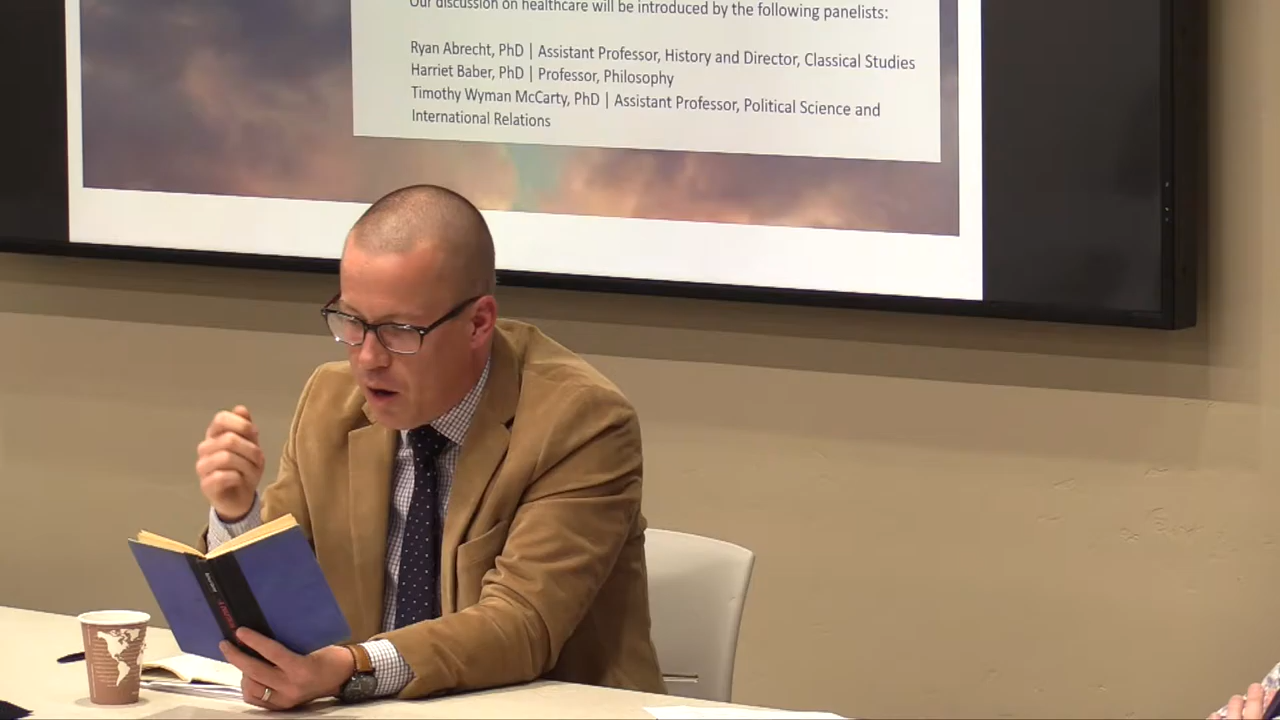 Our discussion on healthcare will be introduced by the following panelists:
Ryan Abrecht, PhD | Assistant Professor, History and Director, Classical Studies
Harriet Baber, PhD | Professor, Philosophy
Timothy Wyman McCarty, PhD | Assistant Professor, Political Science and
International Relations